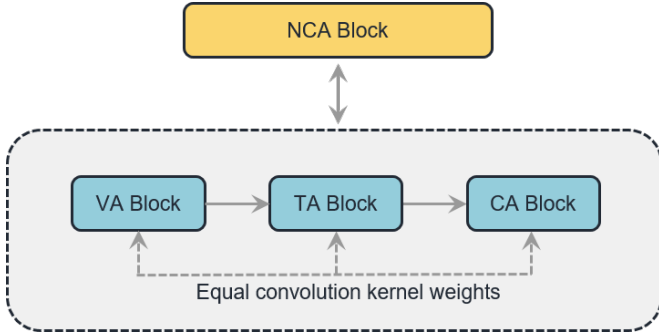 NCA Block
VA Block
TA Block
CA Block
Equal convolution kernel weights